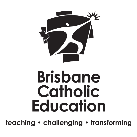 Brisbane
Catholic
Education
teaching • challenging • transforming